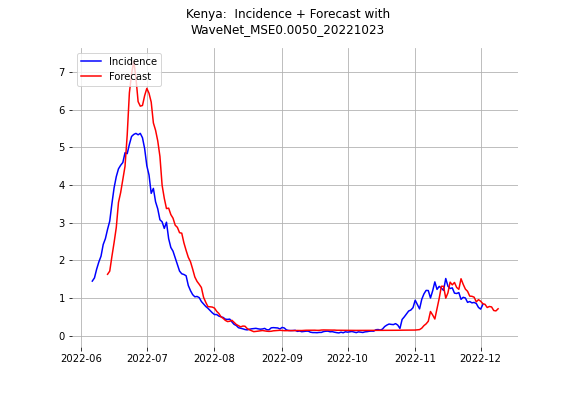 Kenya:  Incidence + Forecast with
WaveNet_MSE0.0050_20221023
Incidence
Forecast
7
6
5
4
3
2
1
0
2022-06 2022-07 2022-08 2022-09 2022-10 2022-11 2022-12